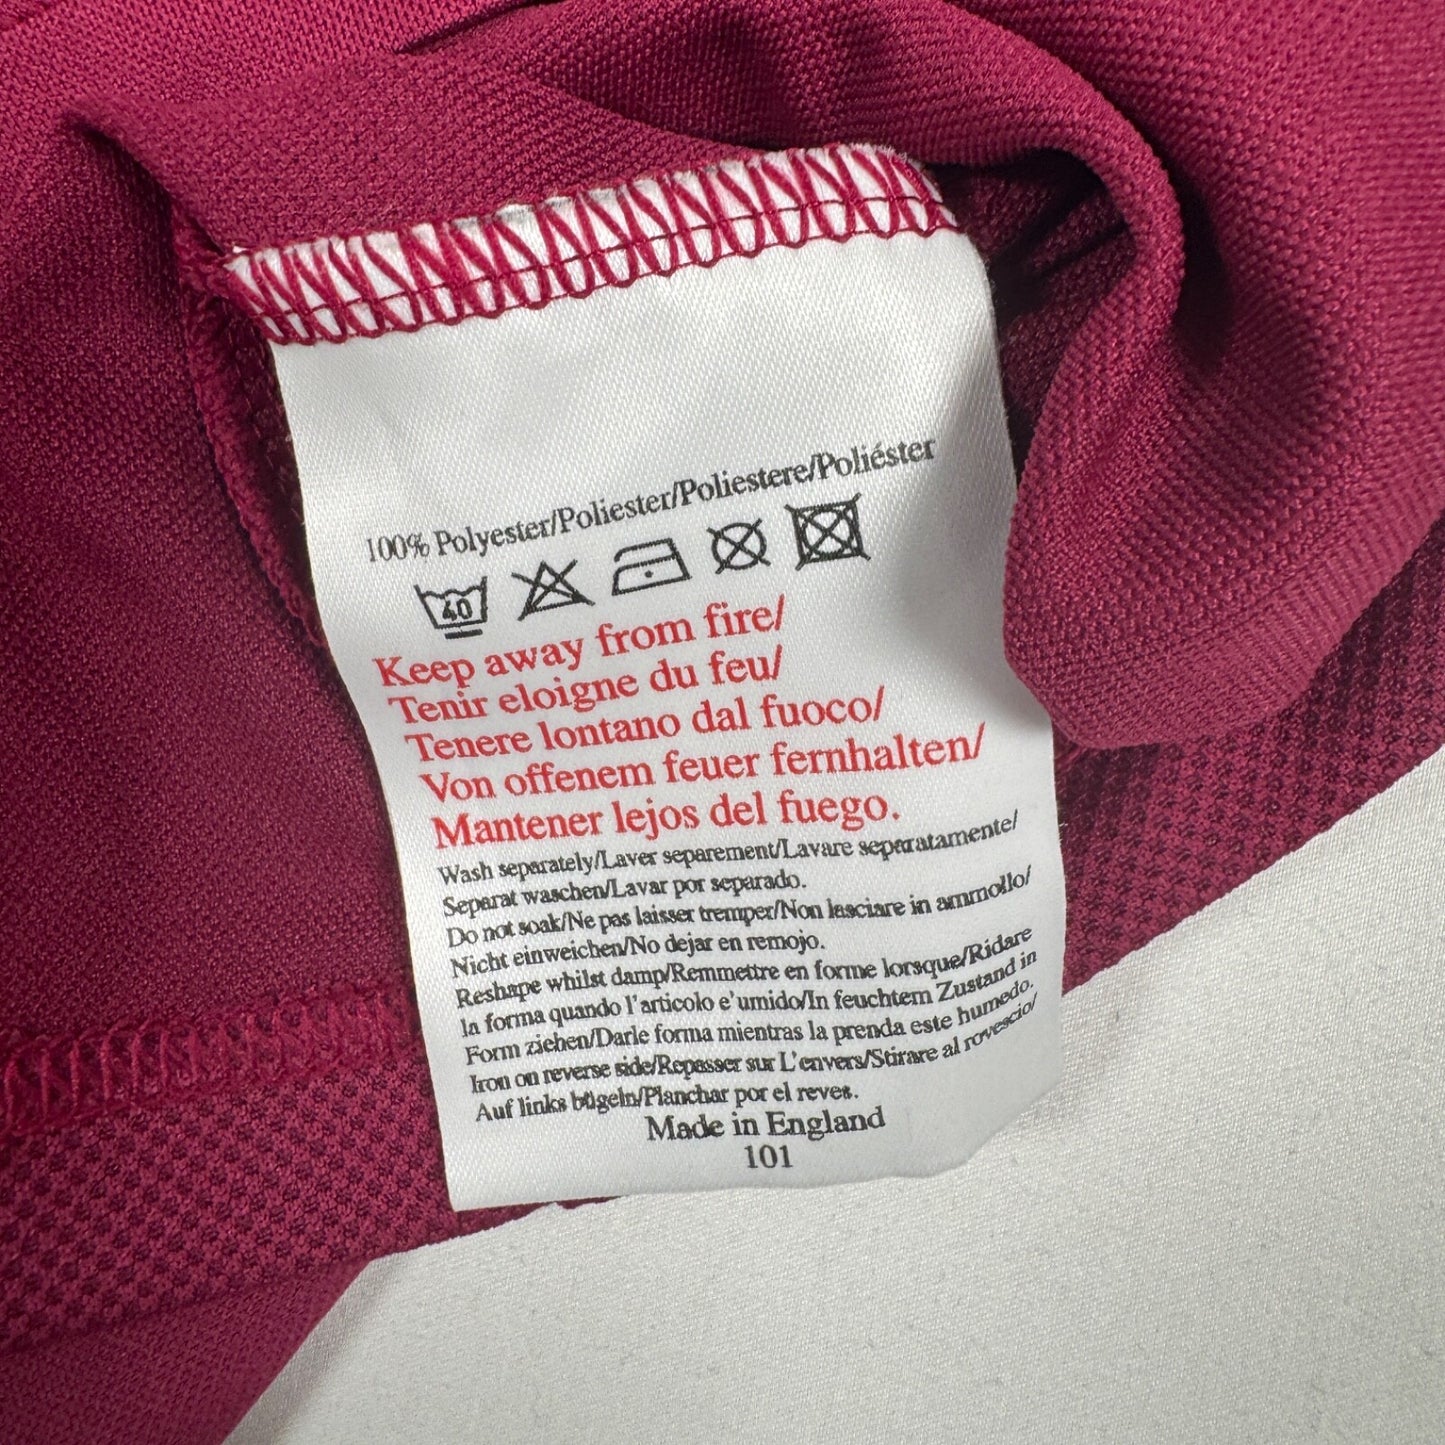 100% Polyester/Poliester/Poliestere/Poliéster
40
Keep away from fire/
Tenir eloigne du feu/
Tenere lontano dal fuoco/
Von offenem feuer fernhalten/
Mantener lejos del fuego.
Wash separately/Laver separement/Lavare separatamente/
Separat waschen/Lavar por separado.
Do not soak/Ne pas laisser tremper/Non lasciare in ammollo/
Nicht einweichen/No dejar en remojo.
Reshape whilst damp/Remmettre en forme lorsque/Ridare
la forma quando l'articolo e'umido/In feuchtem Zustand in
Form ziehen/Darle forma mientras la prenda este humedo.
Iron on reverse side/Repasser sur L'envers/Stirare al rovescio/
Auf links bügeln/Planchar por el reves.
Made in England
101